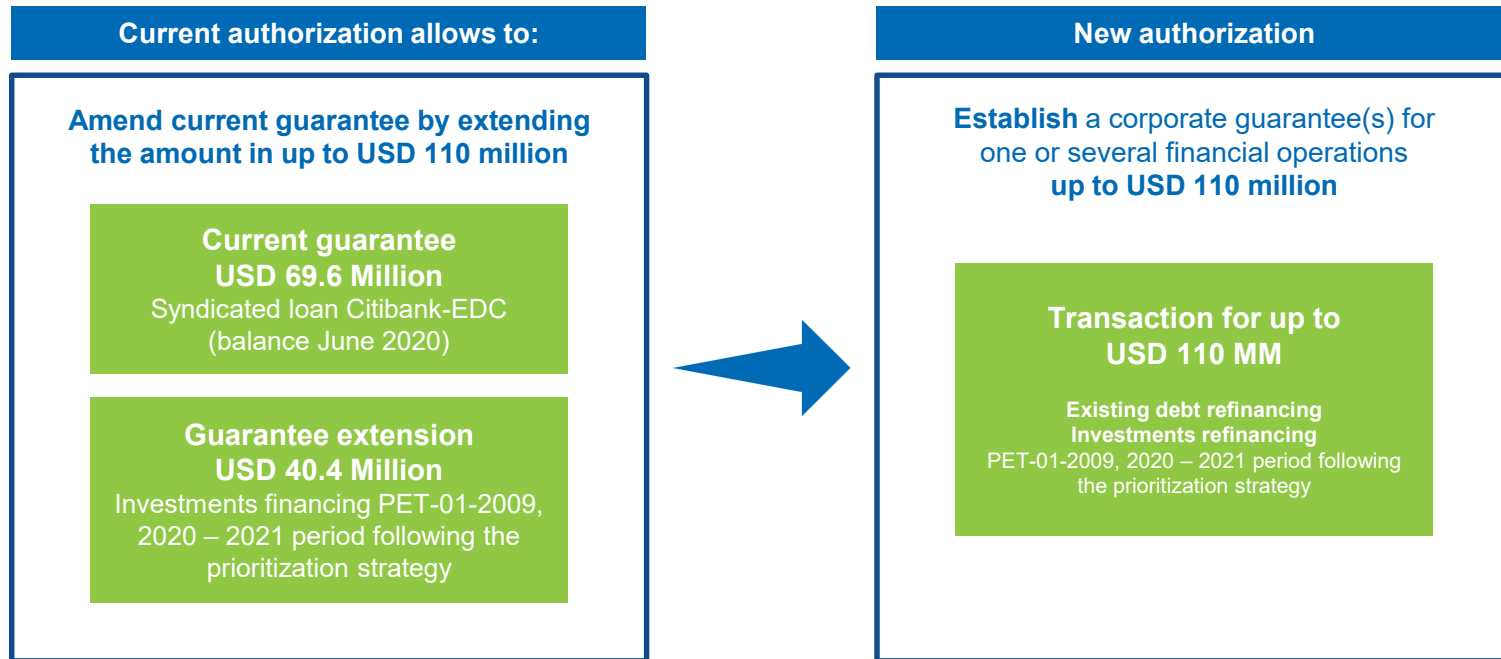 Current authorization allows to:
Amend current guarantee by extending
the amount in up to USD 110 million
Current guarantee
USD 69.6 Million
Syndicated loan Citibank-EDC
(balance June 2020)
Guarantee extension
USD 40.4 Million
Investments financing PET-01-2009,
2020 – 2021 period following the
prioritization strategy
New authorization
Establish a corporate guarantee(s) for
one or several financial operations
up to USD 110 million
Transaction for up to
USD 110 MM
Existing debt refinancing
Investments refinancing
PET-01-2009, 2020 – 2021 period following
the prioritization strategy